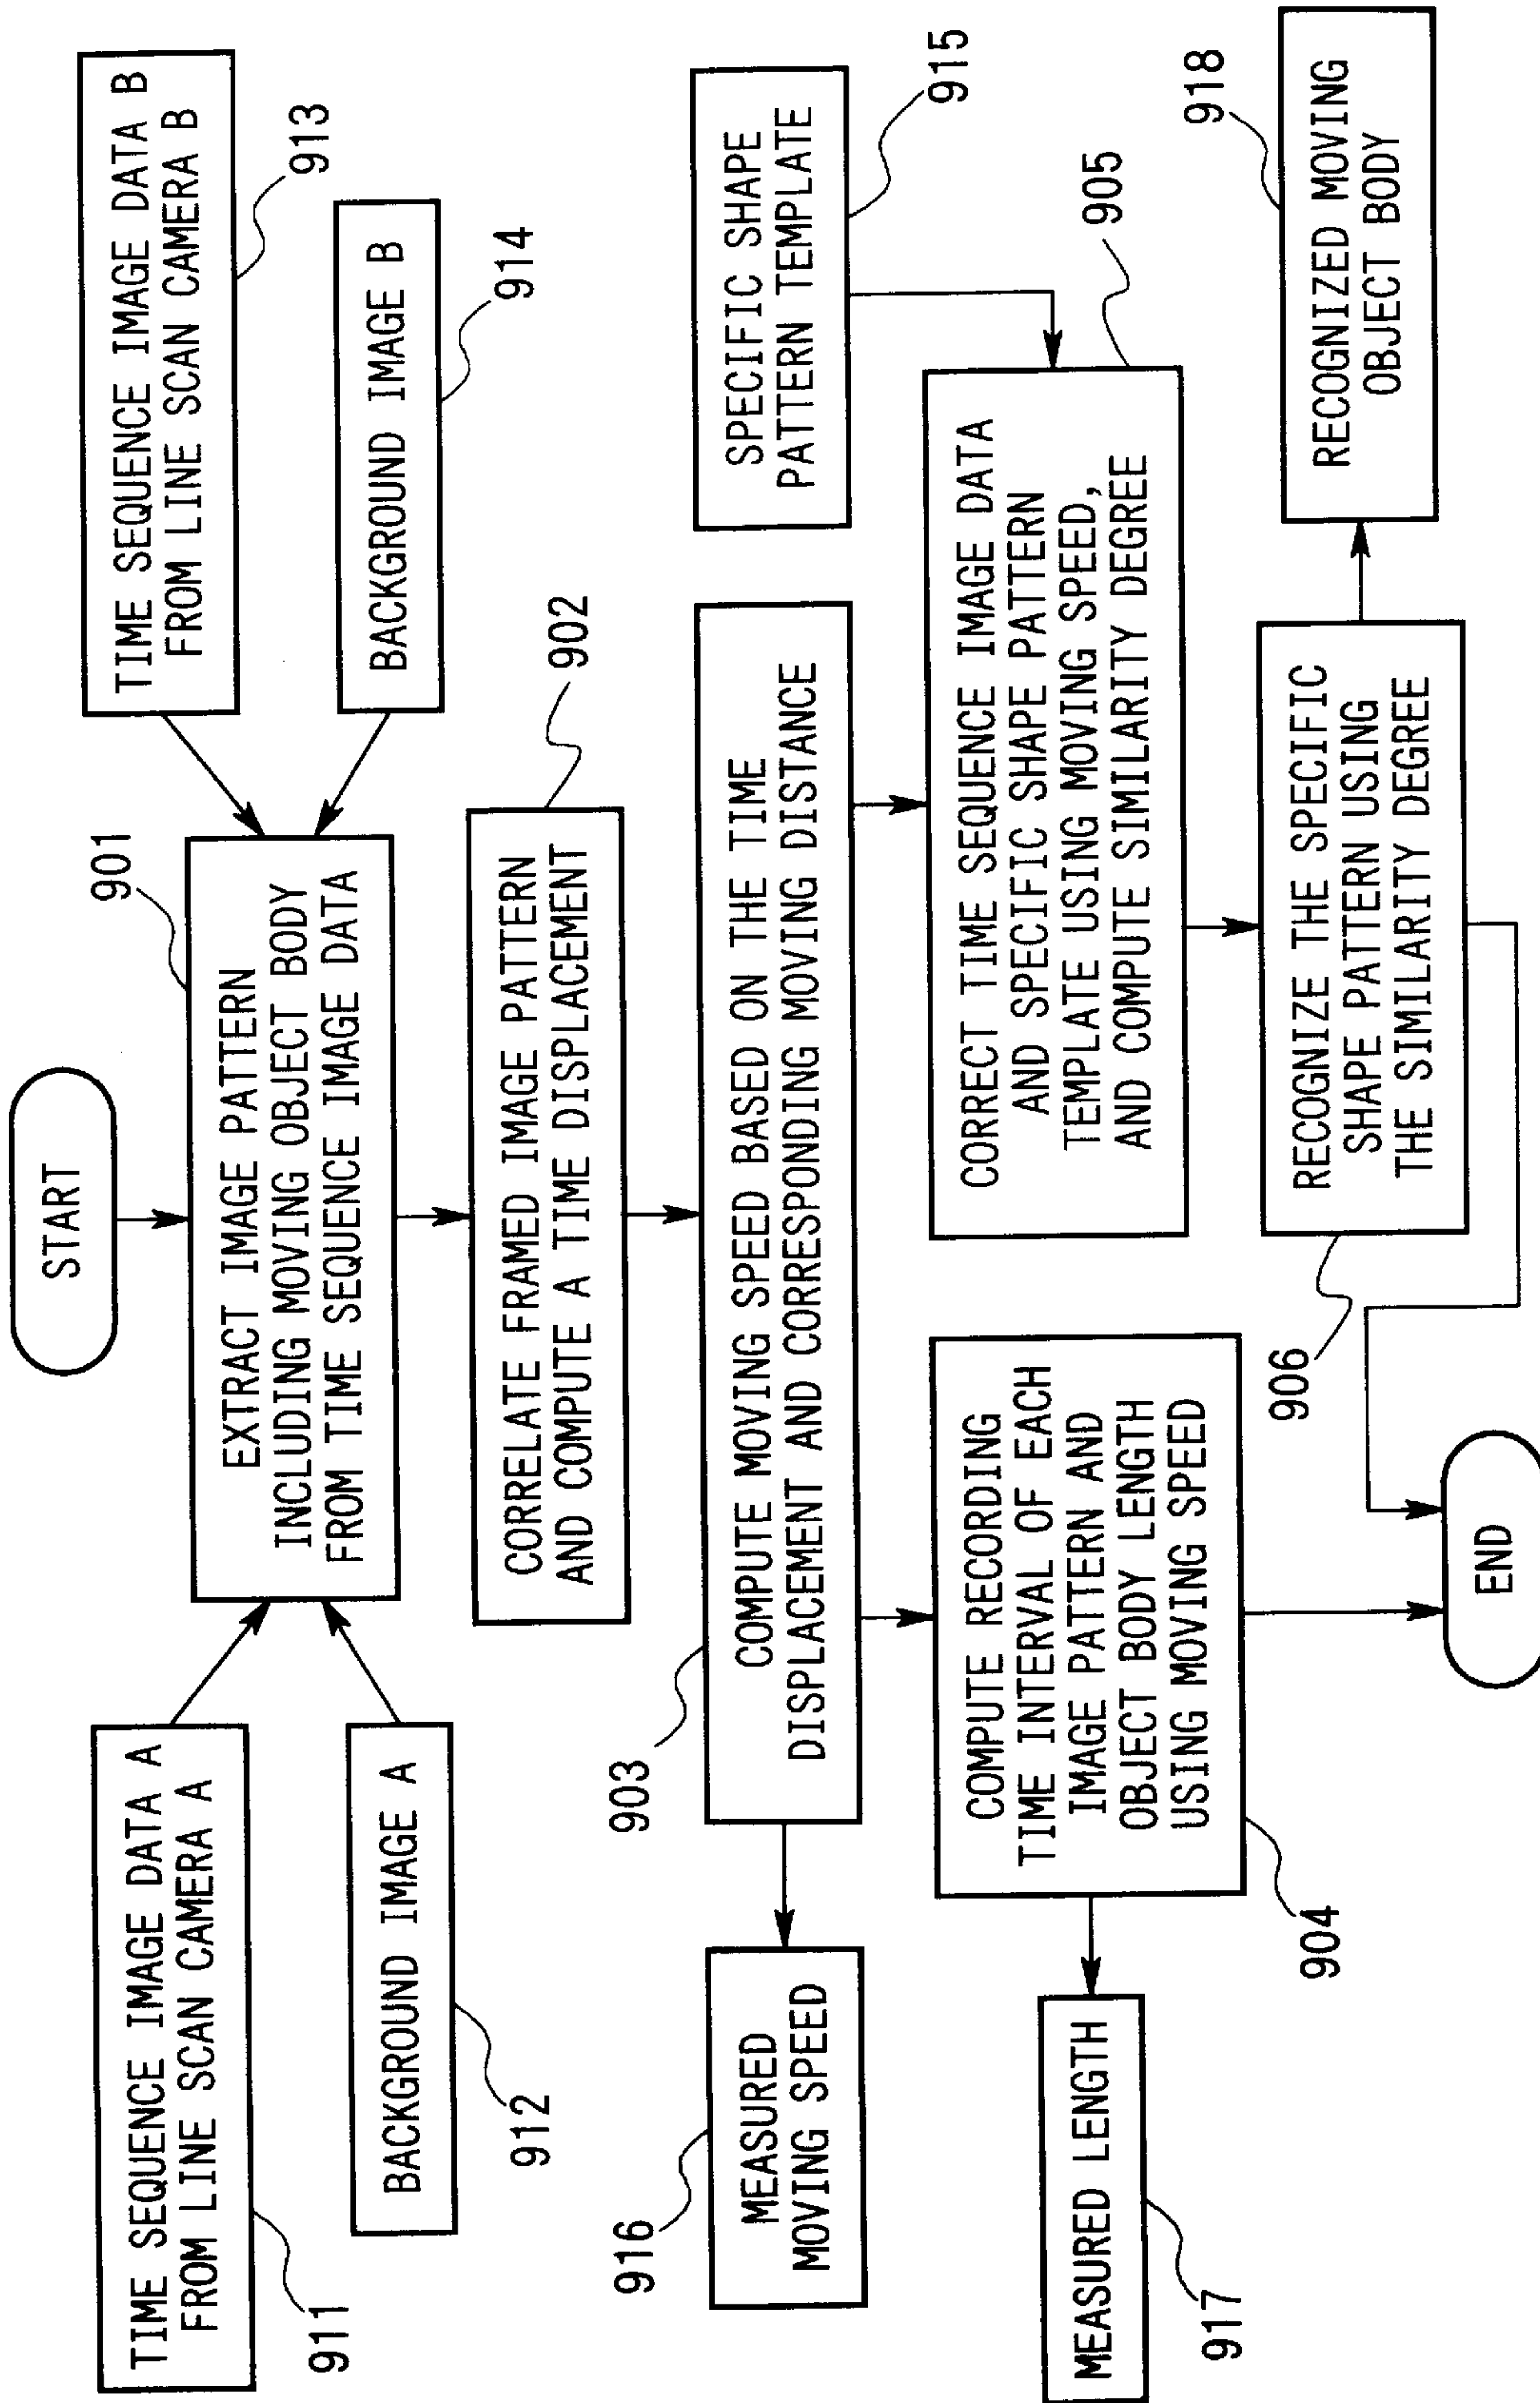 START
TIME SEQUENCE IMAGE DATA A
FROM LINE SCAN CAMERA A
911
BACKGROUND IMAGE A
912
901
EXTRACT IMAGE PATTERN
INCLUDING MOVING OBJECT BODY
FROM TIME SEQUENCE IMAGE DATA
TIME SEQUENCE IMAGE DATA B
FROM LINE SCAN CAMERA B
913
BACKGROUND IMAGE B
914
902
CORRELATE FRAMED IMAGE PATTERN
AND COMPUTE A TIME DISPLACEMENT
903
COMPUTE MOVING SPEED BASED ON THE TIME
DISPLACEMENT AND CORRESPONDING MOVING DISTANCE
916
MEASURED
MOVING SPEED
SPECIFIC SHAPE
PATTERN TEMPLATE
915
COMPUTE RECORDING
TIME INTERVAL OF EACH
IMAGE PATTERN AND
OBJECT BODY LENGTH
USING MOVING SPEED
904
MEASURED LENGTH
917
905
CORRECT TIME SEQUENCE IMAGE DATA
AND SPECIFIC SHAPE PATTERN
TEMPLATE USING MOVING SPEED,
AND COMPUTE SIMILARITY DEGREE
906
RECOGNIZE THE SPECIFIC
SHAPE PATTERN USING
THE SIMILARITY DEGREE
918
RECOGNIZED MOVING
OBJECT BODY
END